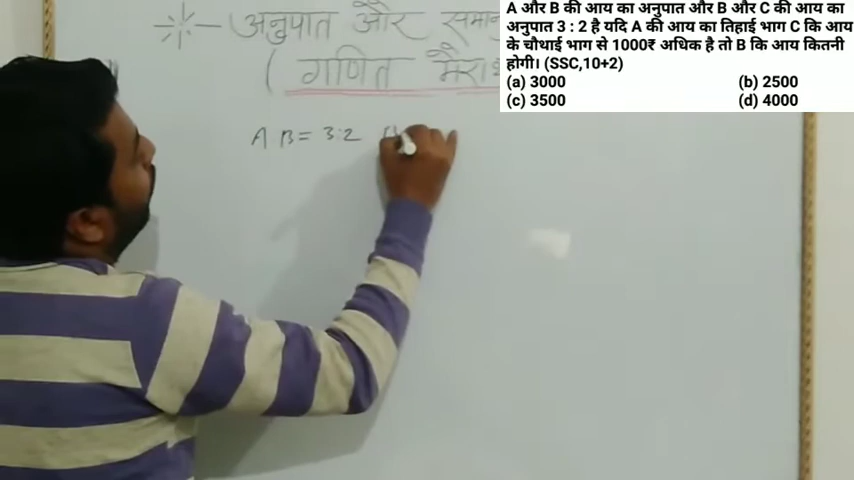 A और B की आय का अनुपात और B और C की आय का
अनुपात 3 : 2 है यदि A की आय का तिहाई भाग C कि आय
के चौथाई भाग से 1000₹ अधिक है तो B कि आय कितनी
होगी। (SSC,10+2)
(a) 3000 (b) 2500
(c) 3500 (d) 4000
अनुपात और
( गणित
A B = 3:2